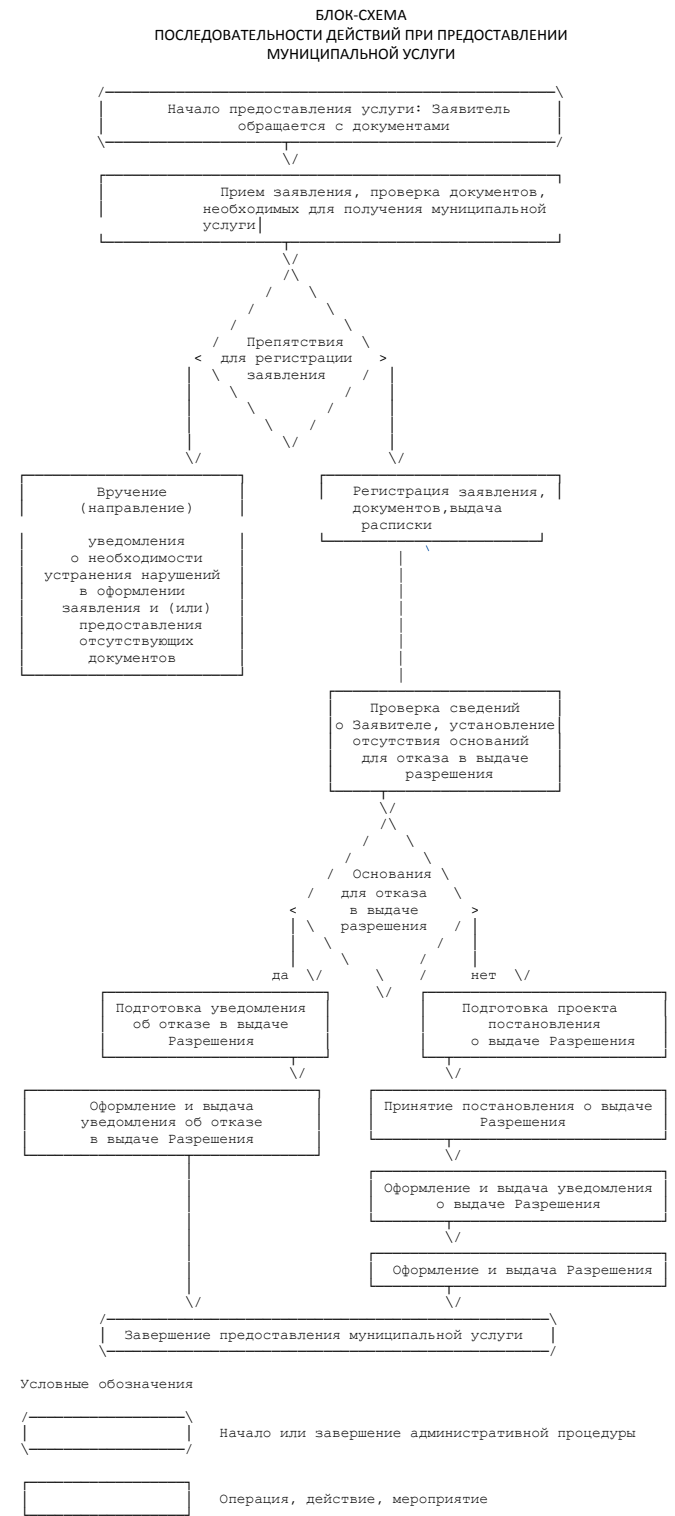 БЛОК-СХЕМА
ПОСЛЕДОВАТЕЛЬНОСТИ ДЕЙСТВИЙ ПРИ ПРЕДОСТАВЛЕНИИ
МУНИЦИПАЛЬНОЙ УСЛУГИ
Начало предоставления услуги: Заявитель
обращается с документами
Прием заявления, проверка документов,
необходимых для получения муниципальной
услуги
Препятствия
для регистрации
заявления
Вручение
(направление)
уведомления
о необходимости
устранения нарушений
в оформлении
заявления и (или)
предоставления
отсутствующих
документов
Регистрация заявления,
документов,выдача
расписки
Проверка сведений
о Заявителе, установление
отсутствия оснований
для отказа в выдаче
разрешения
Основания
для отказа
в выдаче
разрешения
да
нет
Подготовка уведомления
об отказе в выдаче
Разрешения
Подготовка проекта
постановления
о выдаче Разрешения
Оформление и выдача
уведомления об отказе
в выдаче Разрешения
Принятие постановления о выдаче
Разрешения
Оформление и выдача уведомления
о выдаче Разрешения
Оформление и выдача Разрешения
Завершение предоставления муниципальной услуги
Условные обозначения
Начало или завершение административной процедуры
Операция, действие, мероприятие